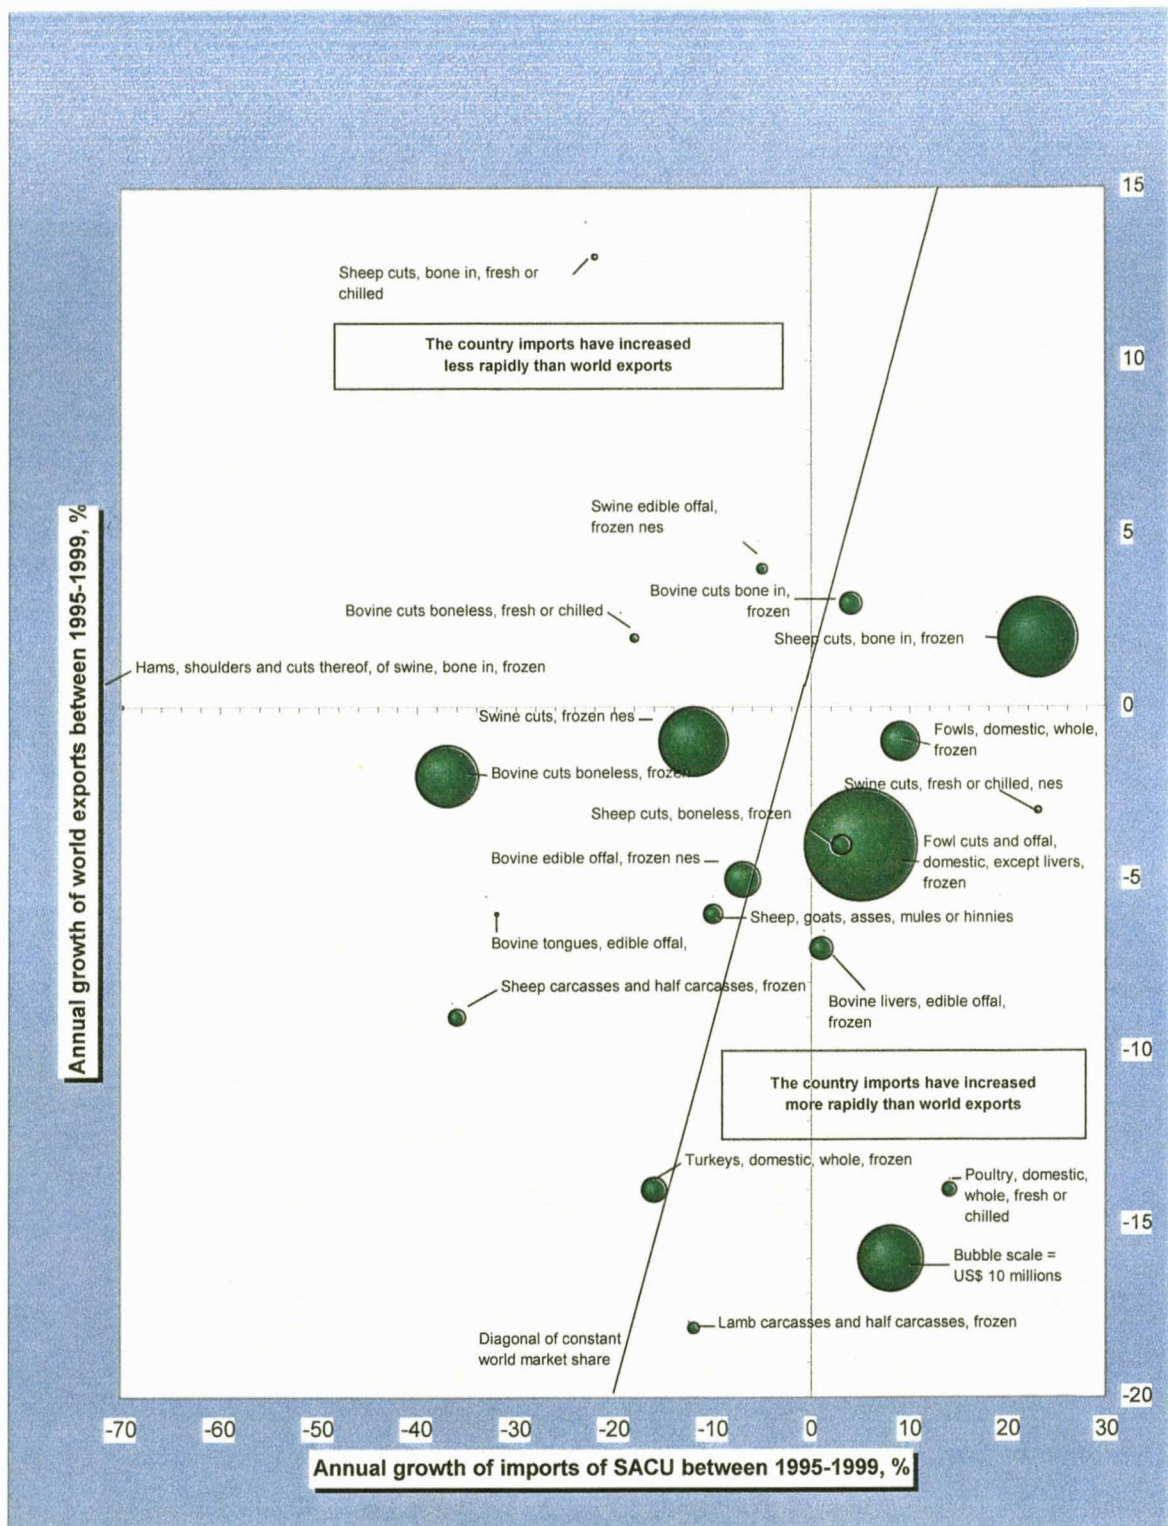 15
Sheep cuts, bone in, fresh or
chilled
The country imports have increased
less rapidly than world exports
10
Swine edible offal,
frozen nes
5
Bovine cuts bone in,
frozen
Bovine cuts boneless, fresh or chilled
Sheep cuts, bone in, frozen
Hams, shoulders and cuts thereof, of swine, bone in, frozen
0
Swine cuts, frozen nes
Fowls, domestic, whole,
frozen
Bovine cuts boneless, frozen
Swine cuts, fresh or chilled, nes
Sheep cuts, boneless, frozen
Fowl cuts and offal,
domestic, except livers,
frozen
Bovine edible offal, frozen nes
-5
Sheep, goats, asses, mules or hinnies
Bovine tongues, edible offal,
Sheep carcasses and half carcasses, frozen
Bovine livers, edible offal,
frozen
-10
The country imports have increased
more rapidly than world exports
Turkeys, domestic, whole, frozen
Poultry, domestic,
whole, fresh or
chilled
-15
Bubble scale =
US$ 10 millions
Lamb carcasses and half carcasses, frozen
Diagonal of constant
world market share
-20
Annual growth of world exports between 1995-1999, %
-70 -60 -50 -40 -30 -20 -10 0 10 20 30
Annual growth of imports of SACU between 1995-1999, %